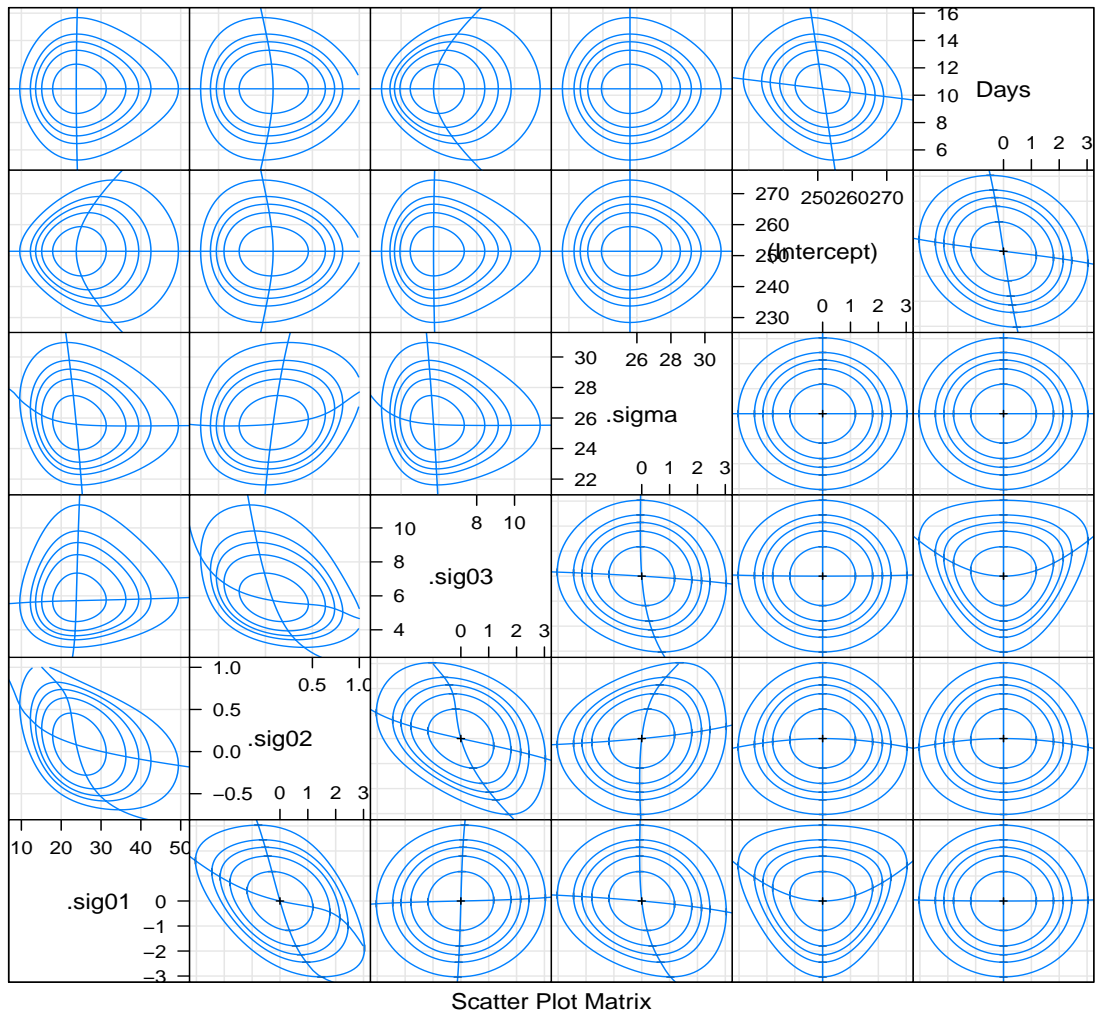 16
14
12
10 Days
8
6
0 1 2 3
270 250 260 270
260
250 (Intercept)
240
230
0 1 2 3
30 26 28 30
28
26 .sigma
24
22
0 1 2 3
10 8 10
8
.sig03
6
4
0 1 2 3
1.0 0.5 1.0
0.5
.sig02
0.0
−0.5 0 1 2 3
10 20 30 40 50
.sig01 0
−1
−2
−3
Scatter Plot Matrix